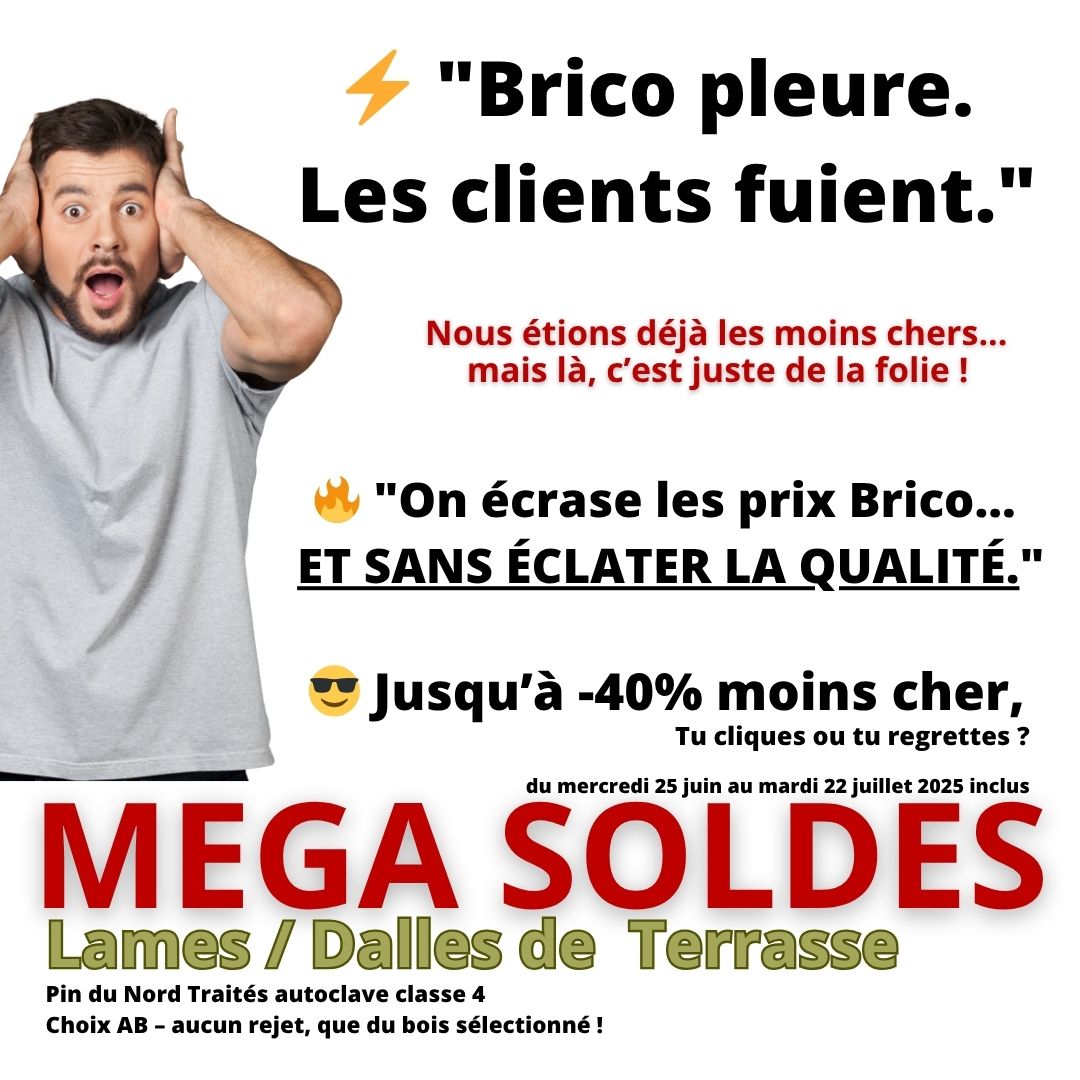 ⚡ "Brico pleure.
Les clients fuient."
Nous étions déjà les moins chers...
mais là, c’est juste de la folie !
🔥 "On écrase les prix Brico...
ET SANS ÉCLATER LA QUALITÉ."
😎 Jusqu’à -40% moins cher,
Tu cliques ou tu regrettes ?
du mercredi 25 juin au mardi 22 juillet 2025 inclus
MEGA SOLDES
Lames / Dalles de Terrasse
Pin du Nord Traités autoclave classe 4
Choix AB – aucun rejet, que du bois sélectionné !